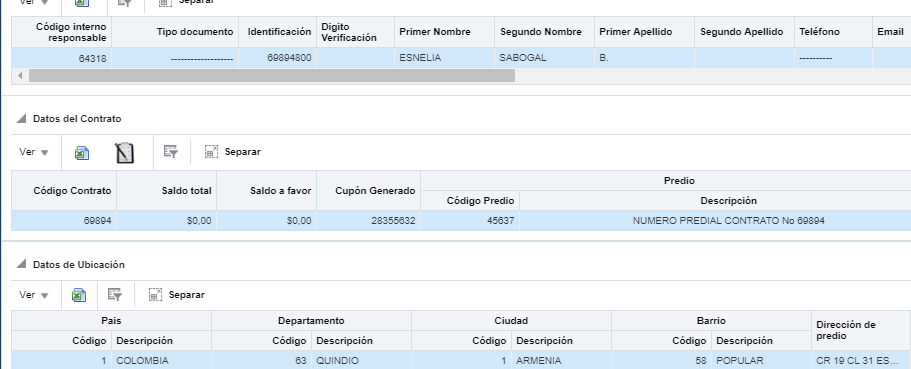 Ver Separar
Código interno responsable Tipo documento Identificación Digito Verificación Primer Nombre Segundo Nombre Primer Apellido Segundo Apellido Teléfono Email
64318 ------------------ 69894800 ESNELIA SABOGAL B. ----------
Datos del Contrato
Ver Separar
Código Contrato Saldo total Saldo a favor Cupón Generado Predio
Código Predio Descripción
69894 $0,00 $0,00 28355632 45637 NUMERO PREDIAL CONTRATO No 69894
Datos de Ubicación
Ver Separar
Pais Departamento Ciudad Barrio Dirección de predio
Código Descripción Código Descripción Código Descripción Código Descripción
1 COLOMBIA 63 QUINDIO 1 ARMENIA 58 POPULAR CR 19 CL 31 ES...